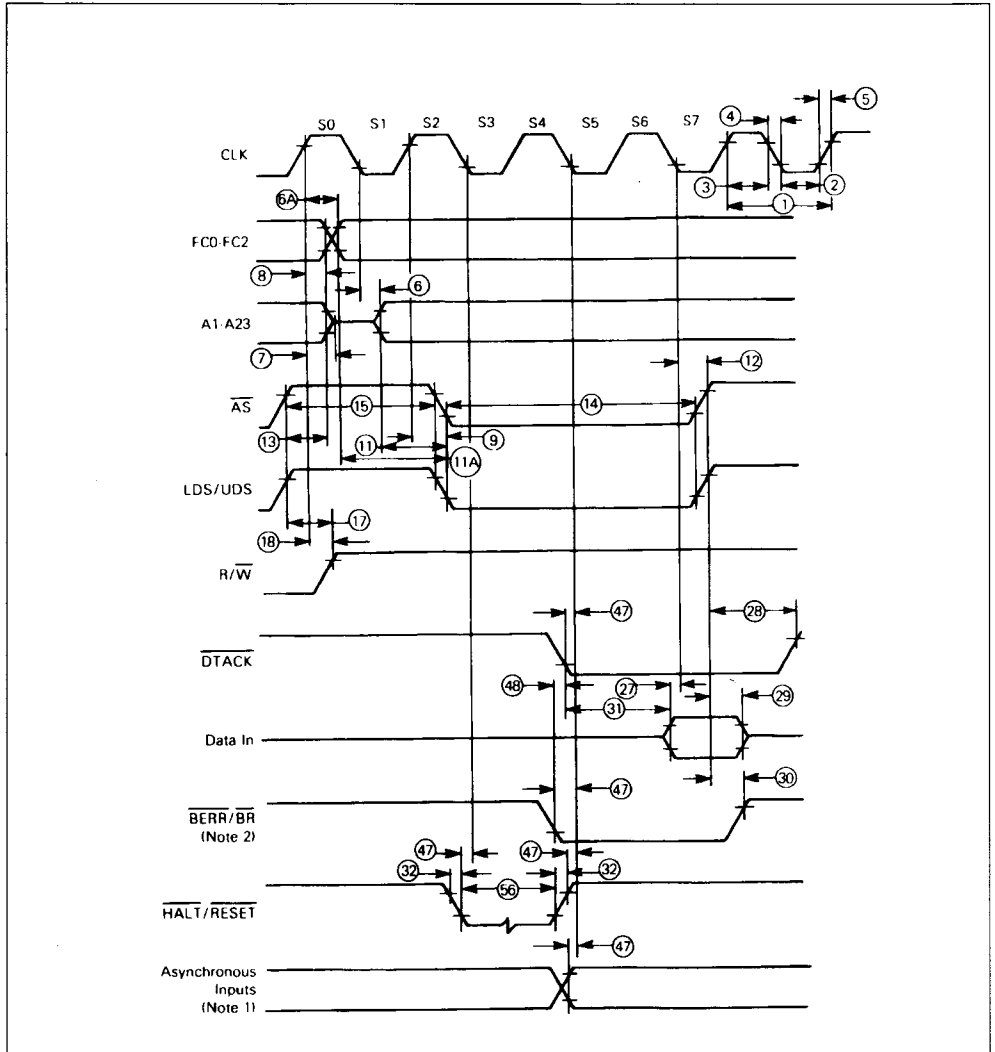 S0 S1 S2 S3 S4 S5 S6 S7
4
5
CLK
3
2
1
6A
FC0-FC2
8
6
A1-A23
7
12
AS
15
14
13
11
9
11A
LDS/UDS
17
18
R/W
47
28
DTACK
48
27
31
29
Data In
47
30
BERR/BR
(Note 2)
47
47
32
32
56
HALT/RESET
47
Asynchronous
Inputs
(Note 1)